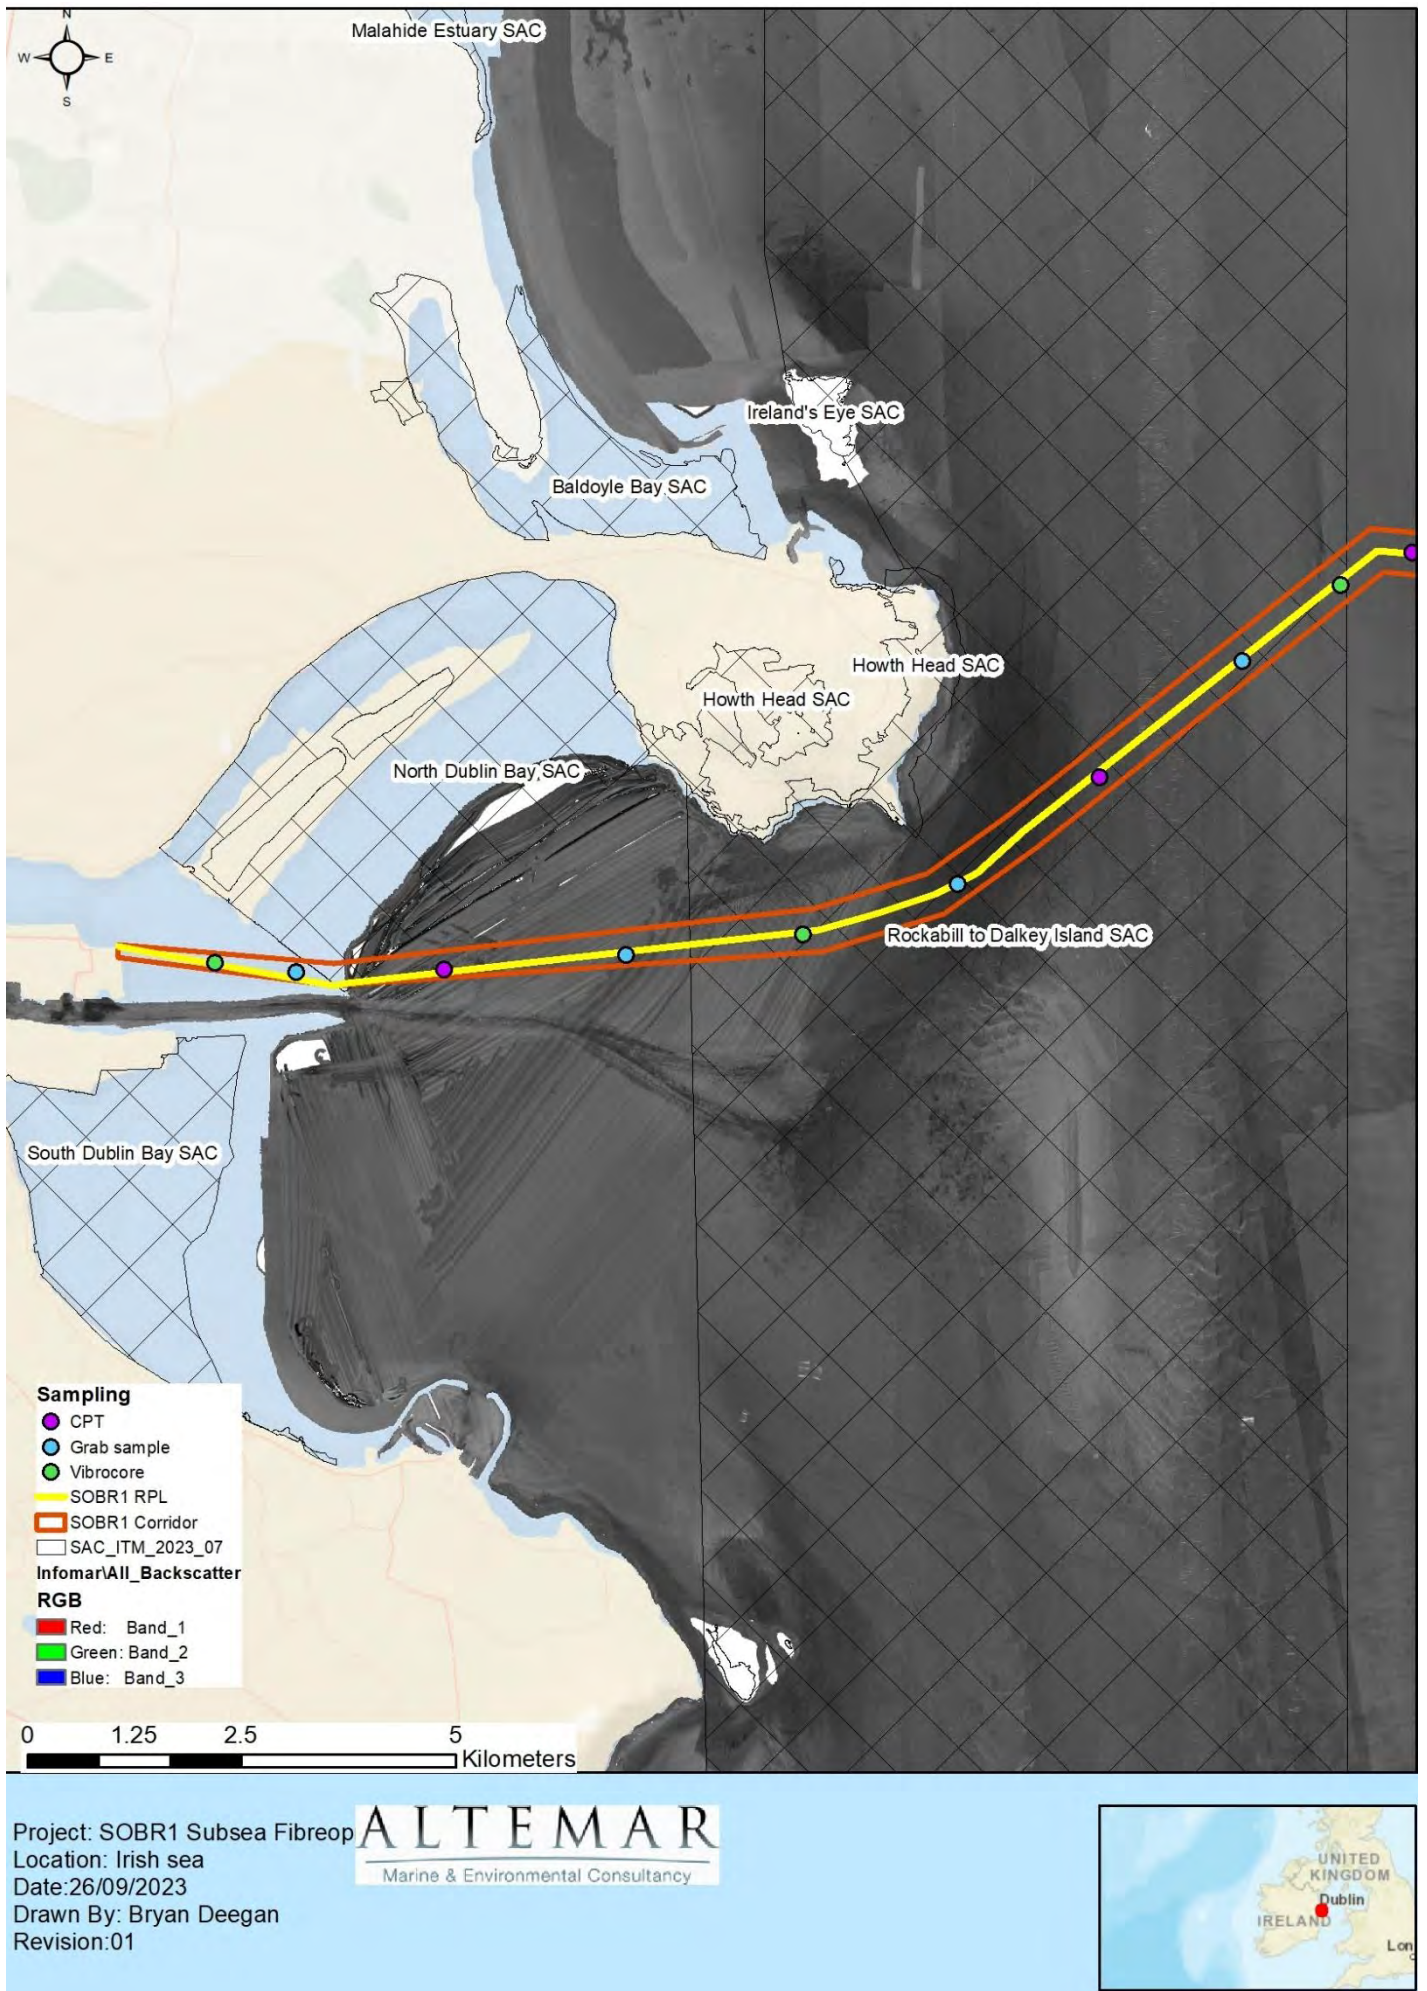 N
W
E
S
Malahide Estuary SAC
Ireland's Eye SAC
Baldoyle Bay SAC
Howth Head SAC
Howth Head SAC
North Dublin Bay SAC
Rockabill to Dalkey Island SAC
South Dublin Bay SAC
Sampling
CPT
Grab sample
Vibrocore
SOBR1 RPL
SOBR1 Corridor
SAC_ITM_2023_07
Infomar\All_Backscatter
RGB
Red: Band_1
Green: Band_2
Blue: Band_3
0 1.25 2.5 5
Kilometers
Project: SOBR1 Subsea Fibreop
Location: Irish sea
Date:26/09/2023
Drawn By: Bryan Deegan
Revision:01
ALTEMAR
Marine & Environmental Consultancy
UNITED
KINGDOM
Dublin
IRELAND
Lon